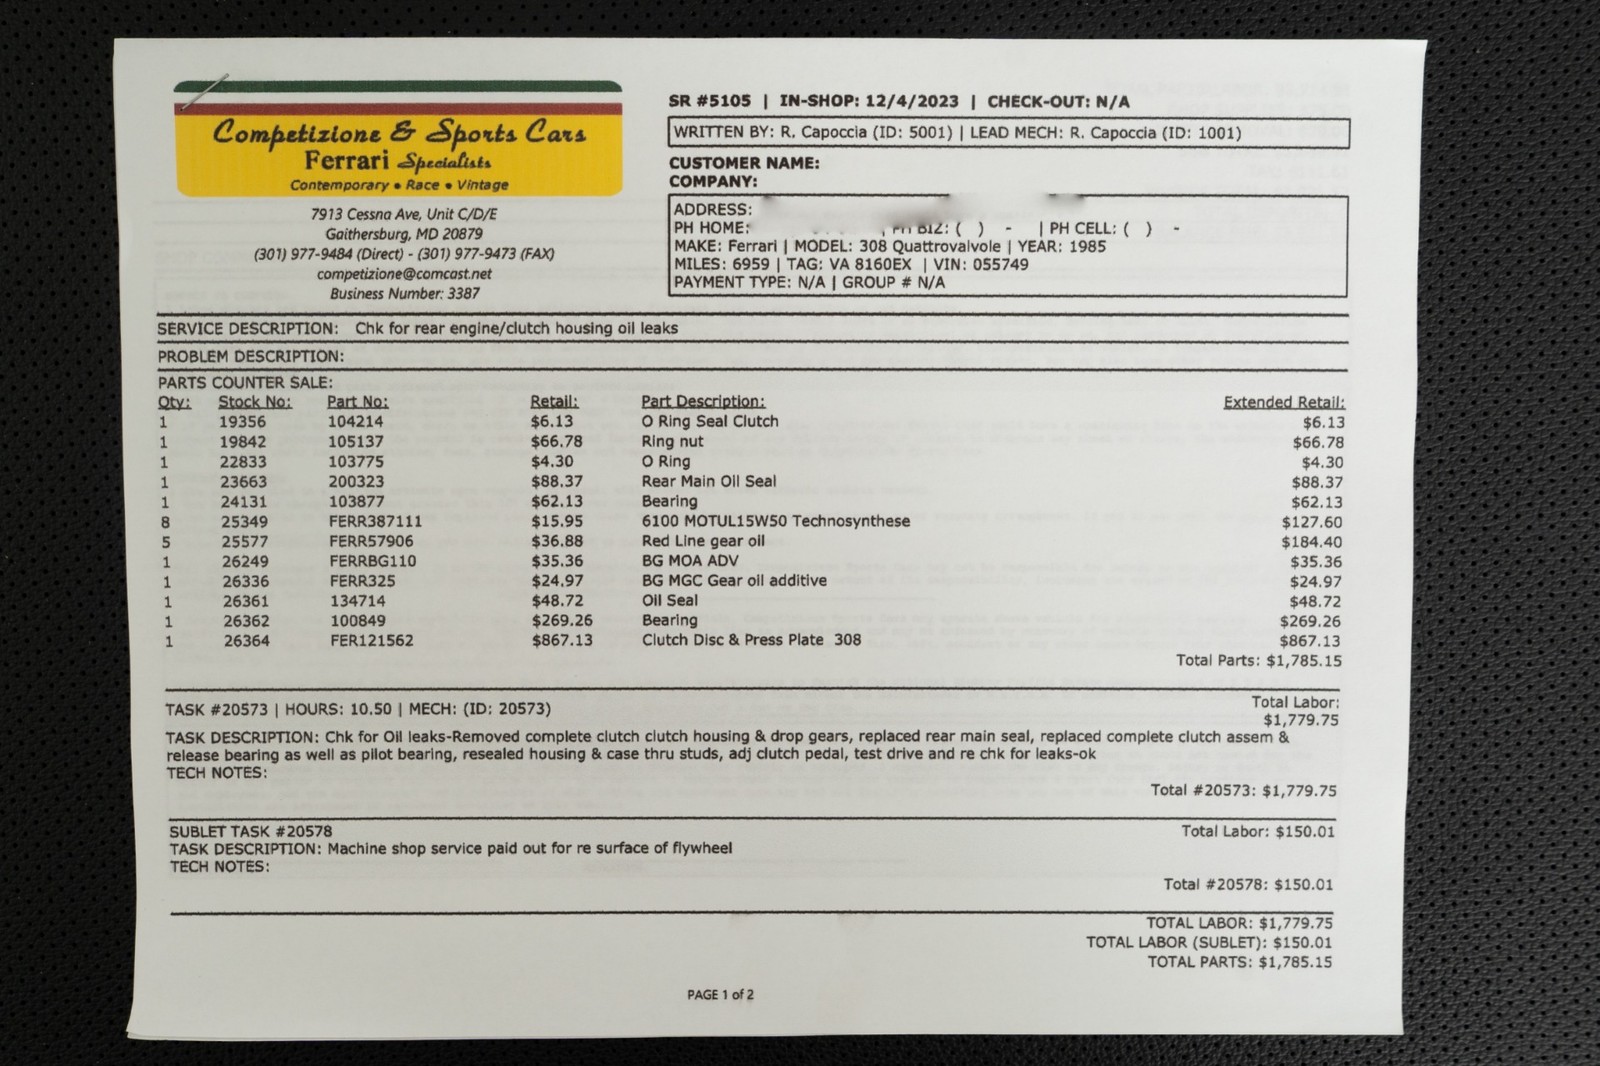 Competizione & Sports Cars
Ferrari Specialists
Contemporary • Race • Vintage
7913 Cessna Ave, Unit C/D/E
Gaithersburg, MD 20879
(301) 977-9484 (Direct) - (301) 977-9473 (FAX)
competizione@comcast.net
Business Number: 3387
SR #5105 | IN-SHOP: 12/4/2023 | CHECK-OUT: N/A
WRITTEN BY: R. Capoccia (ID: 5001) | LEAD MECH: R. Capoccia (ID: 1001)
CUSTOMER NAME:
COMPANY:
ADDRESS:
PH HOME: | PH BIZ: ( ) - | PH CELL: ( ) -
MAKE: Ferrari | MODEL: 308 Quattrovalvole | YEAR: 1985
MILES: 6959 | TAG: VA 8160EX | VIN: 055749
PAYMENT TYPE: N/A | GROUP # N/A
SERVICE DESCRIPTION: Chk for rear engine/clutch housing oil leaks
PROBLEM DESCRIPTION:
PARTS COUNTER SALE:
Qty: Stock No: Part No: Retail: Part Description: Extended Retail:
1 19356 104214 $6.13 O Ring Seal Clutch $6.13
1 19842 105137 $66.78 Ring nut $66.78
1 22833 103775 $4.30 O Ring $4.30
1 23663 200323 $88.37 Rear Main Oil Seal $88.37
1 24131 103877 $62.13 Bearing $62.13
8 25349 FERR387111 $15.95 6100 MOTUL15W50 Technosynthese $127.60
5 25577 FERR57906 $36.88 Red Line gear oil $184.40
1 26249 FERRBG110 $35.36 BG MOA ADV $35.36
1 26336 FERR325 $24.97 BG MGC Gear oil additive $24.97
1 26361 134714 $48.72 Oil Seal $48.72
1 26362 100849 $269.26 Bearing $269.26
1 26364 FER121562 $867.13 Clutch Disc & Press Plate 308 $867.13
Total Parts: $1,785.15
TASK #20573 | HOURS: 10.50 | MECH: (ID: 20573) Total Labor:
$1,779.75
TASK DESCRIPTION: Chk for Oil leaks-Removed complete clutch clutch housing & drop gears, replaced rear main seal, replaced complete clutch assem &
release bearing as well as pilot bearing, resealed housing & case thru studs, adj clutch pedal, test drive and re chk for leaks-ok
TECH NOTES:
Total #20573: $1,779.75
SUBLET TASK #20578 Total Labor: $150.01
TASK DESCRIPTION: Machine shop service paid out for re surface of flywheel
TECH NOTES:
Total #20578: $150.01
TOTAL LABOR: $1,779.75
TOTAL LABOR (SUBLET): $150.01
TOTAL PARTS: $1,785.15
PAGE 1 of 2